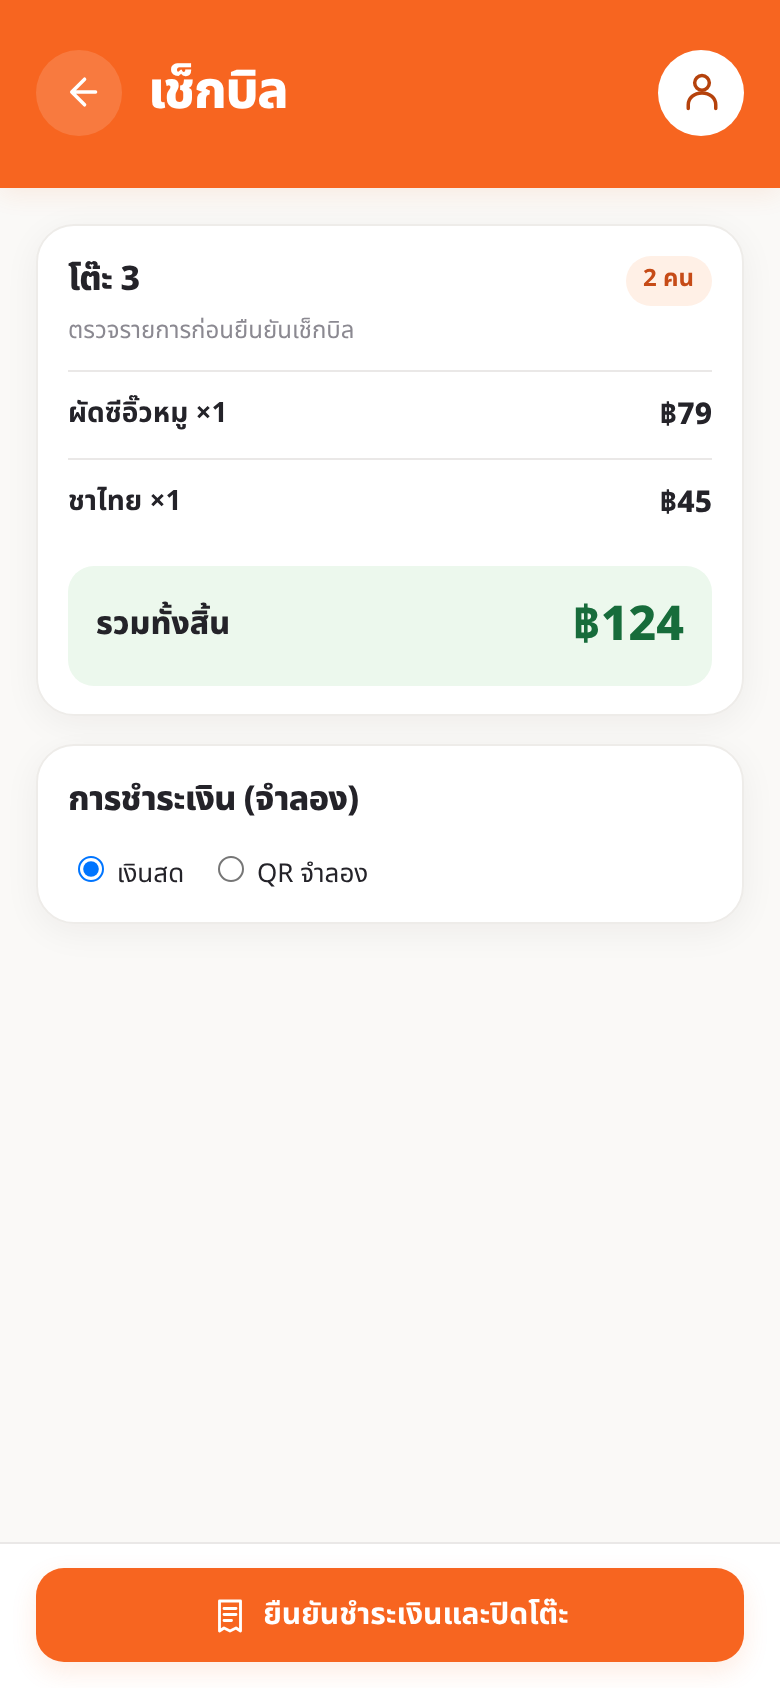 เช็กบิล
โต๊ะ 3
2 คน
ตรวจรายการก่อนยืนยันเช็กบิล
ผัดซีอิ๊วหมู ×1 ฿79
ชาไทย ×1 ฿45
รวมทั้งสิ้น ฿124
การชำระเงิน (จำลอง)
เงินสด QR จำลอง
ยืนยันชำระเงินและปิดโต๊ะ